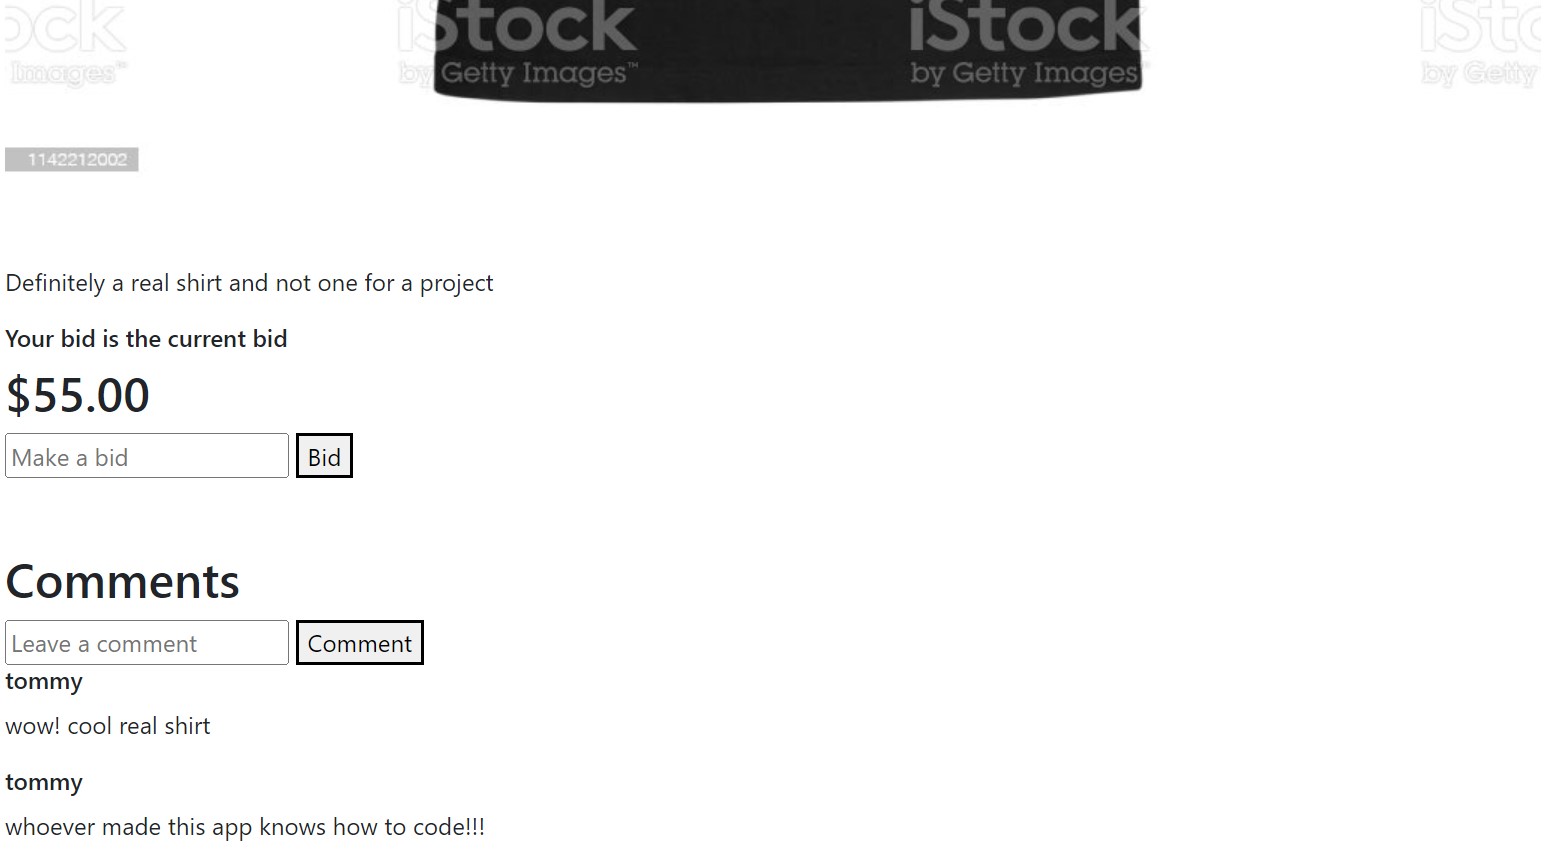 ock iStock iStock iSto
Images™ by Getty Images™ by Getty Images by Getty
1142212002
Definitely a real shirt and not one for a project
Your bid is the current bid
$55.00
Make a bid Bid
Comments
Leave a comment Comment
tommy
wow! cool real shirt
tommy
whoever made this app knows how to code!!!